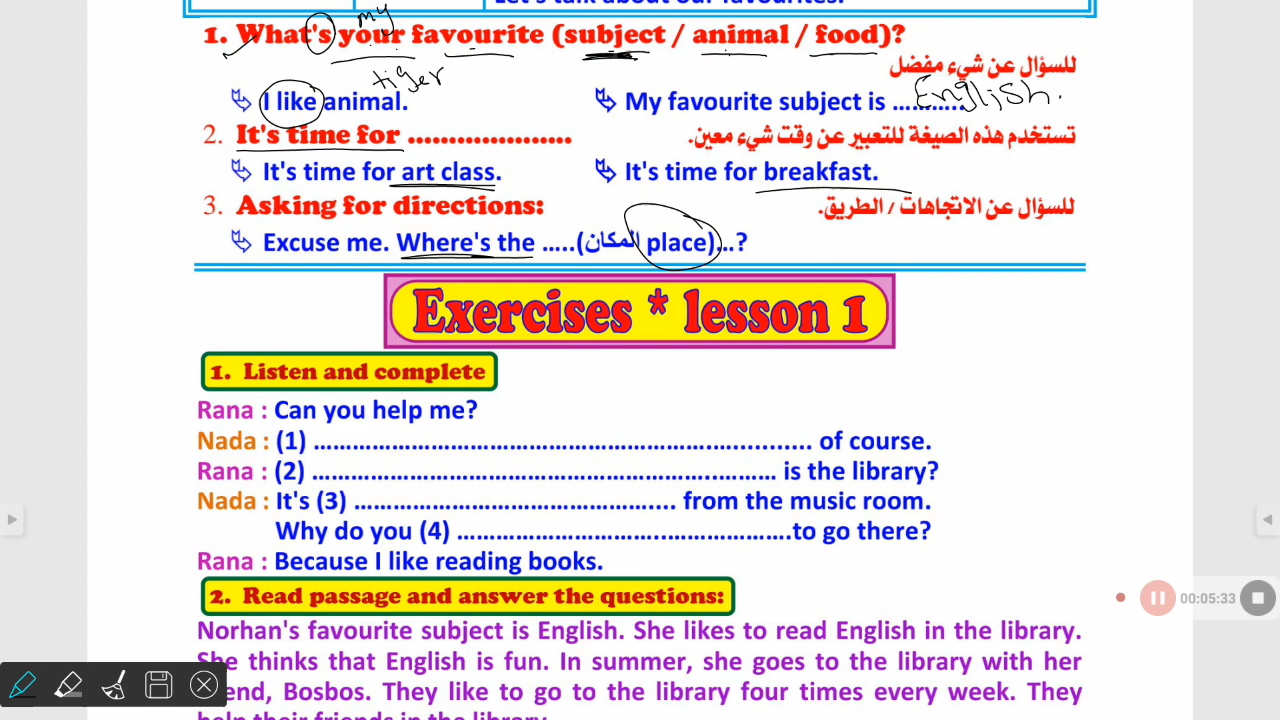 Let's talk about our favourites.
my
1. What's your favourite (subject / animal / food)?
للسؤال عن شيء مفضل
tiger
I like animal. My favourite subject is ........... English.
2. It's time for .....................
تستخدم هذه الصيغة للتعبير عن وقت شيء معين.
It's time for art class. It's time for breakfast.
3. Asking for directions:
للسؤال عن الاتجاهات / الطريق.
Excuse me. Where's the .....(المكان place)...?
Exercises * lesson 1
1. Listen and complete
Rana : Can you help me?
Nada : (1) ................................................................ of course.
Rana : (2) ................................................................ is the library?
Nada : It's (3) ............................................. from the music room.
Why do you (4) ..............................................to go there?
Rana : Because I like reading books.
2. Read passage and answer the questions:
Norhan's favourite subject is English. She likes to read English in the library.
She thinks that English is fun. In summer, she goes to the library with her
end, Bosbos. They like to go to the library four times every week. They
help their friends in the library.
00:05:33